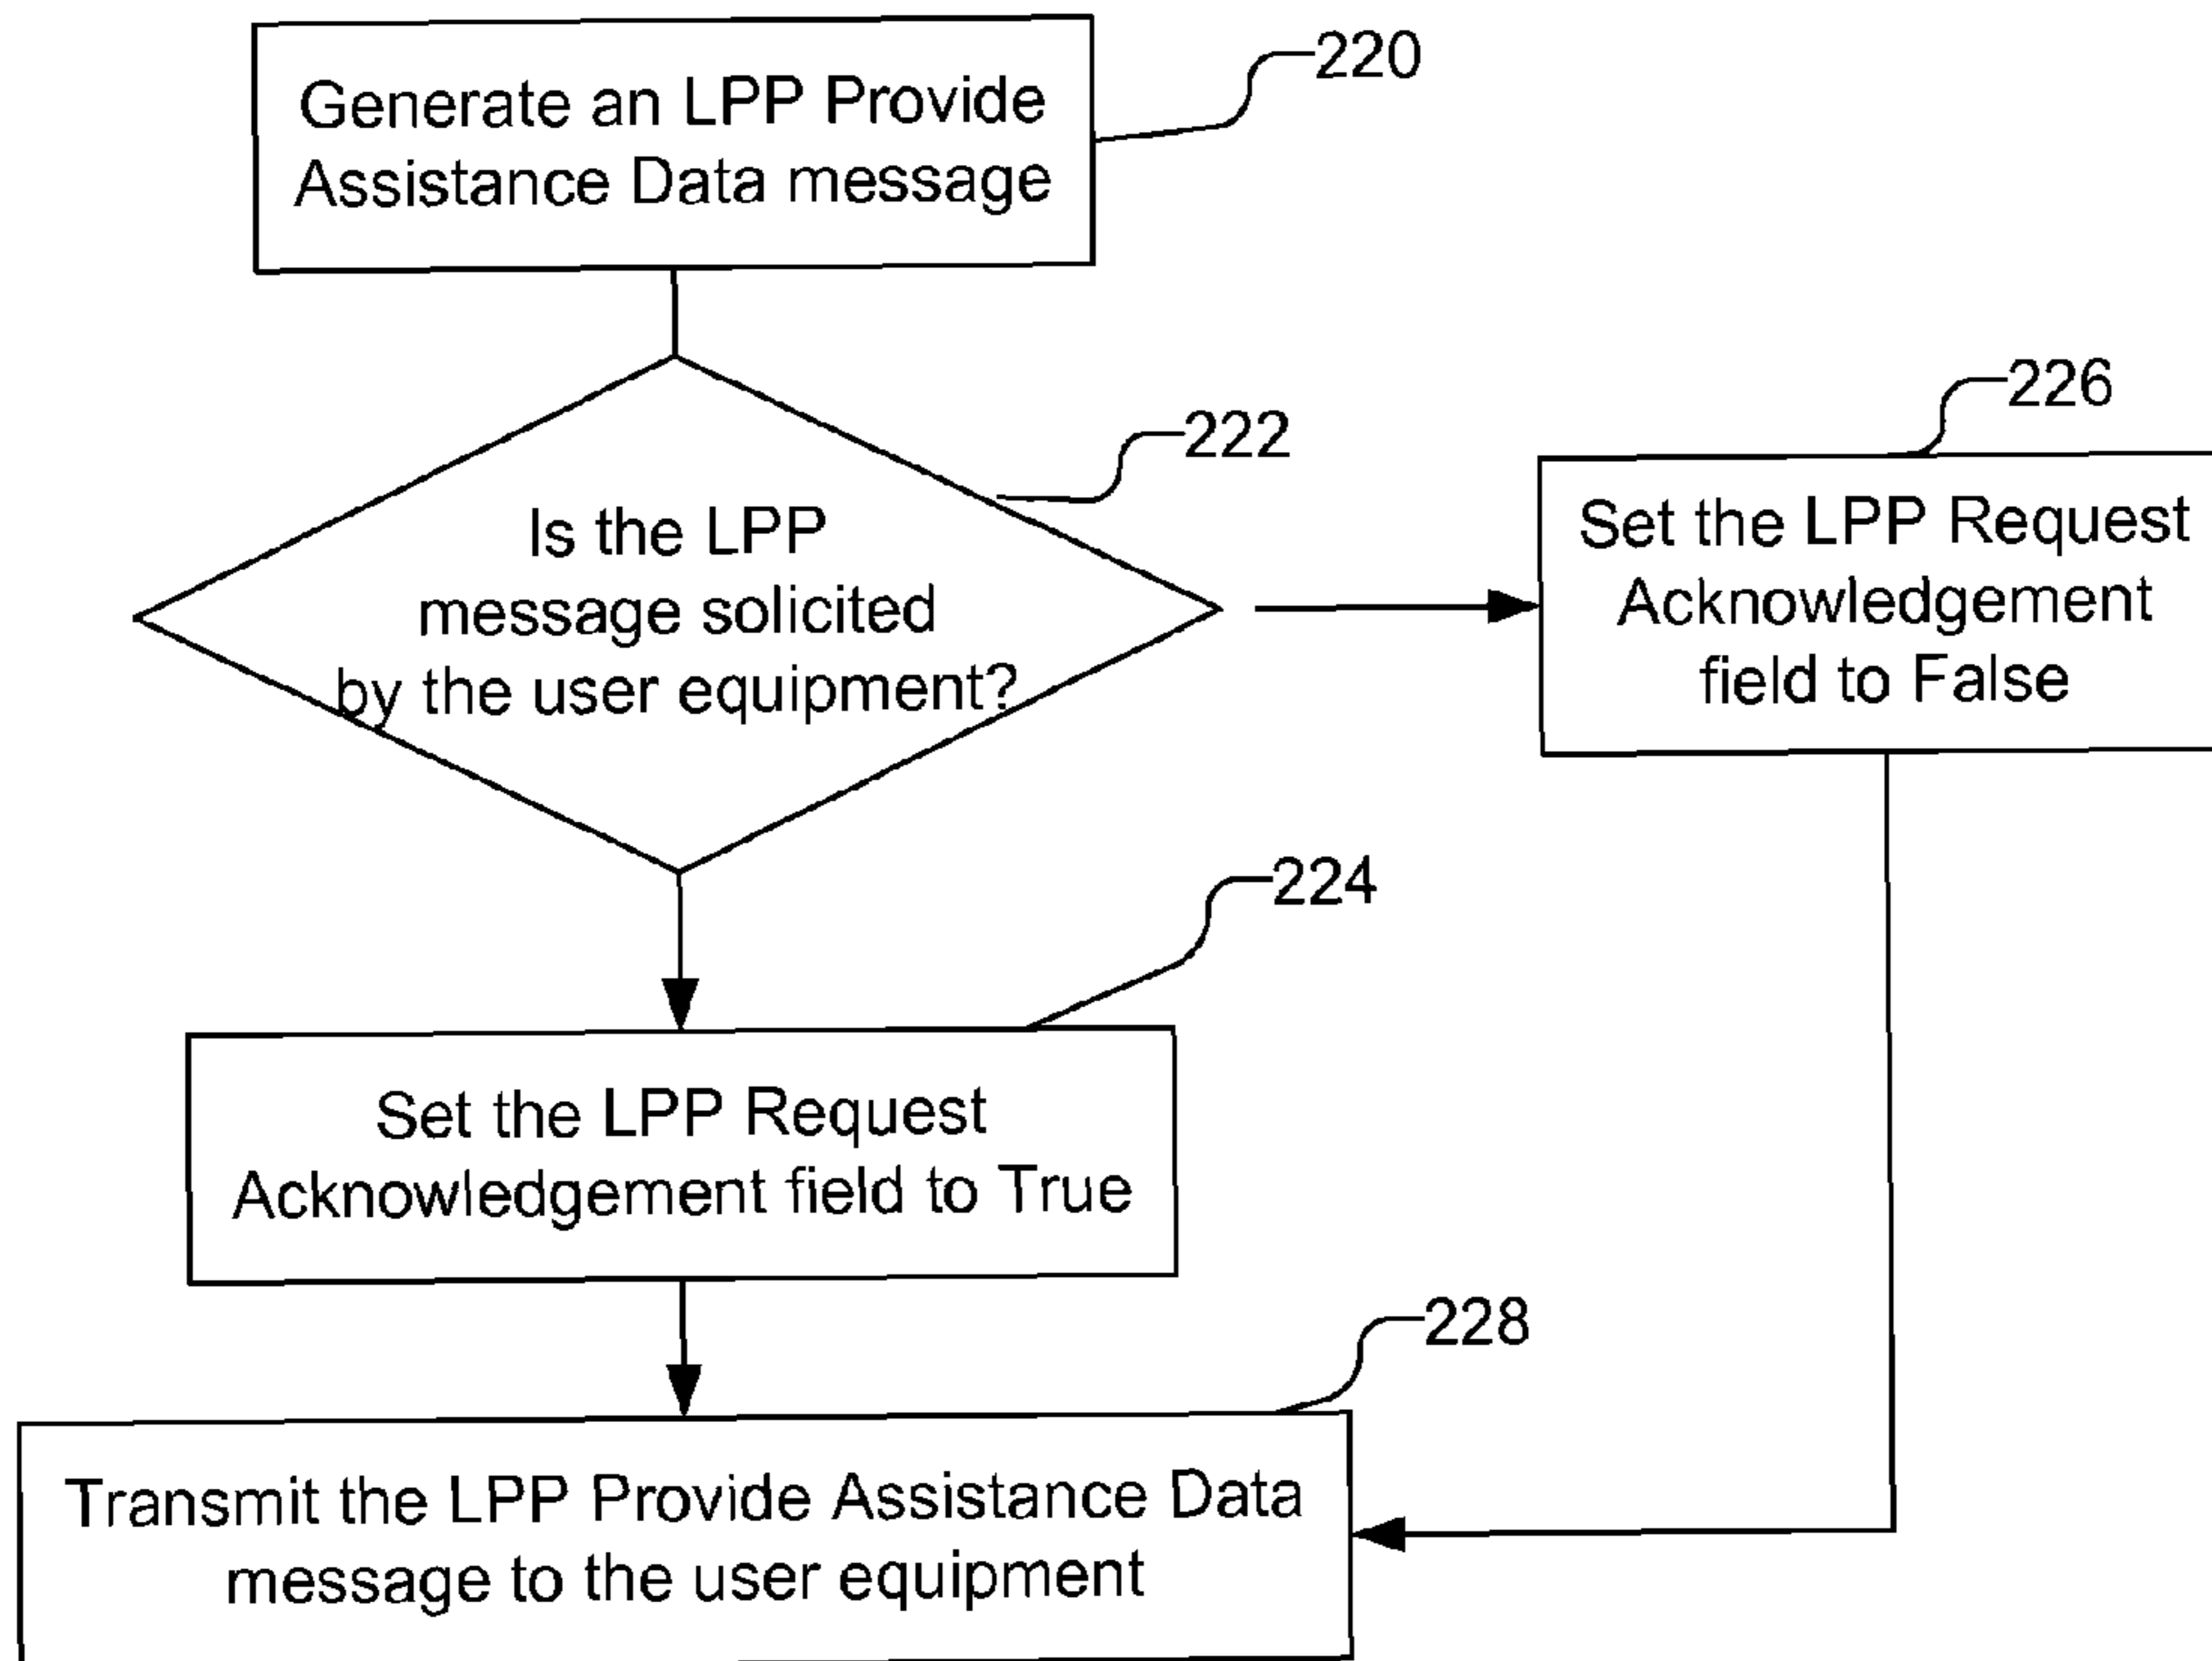 Generate an LPP Provide
Assistance Data message
220
Is the LPP
message solicited
by the user equipment?
222
226
Set the LPP Request
Acknowledgement
field to False
224
Set the LPP Request
Acknowledgement field to True
228
Transmit the LPP Provide Assistance Data
message to the user equipment